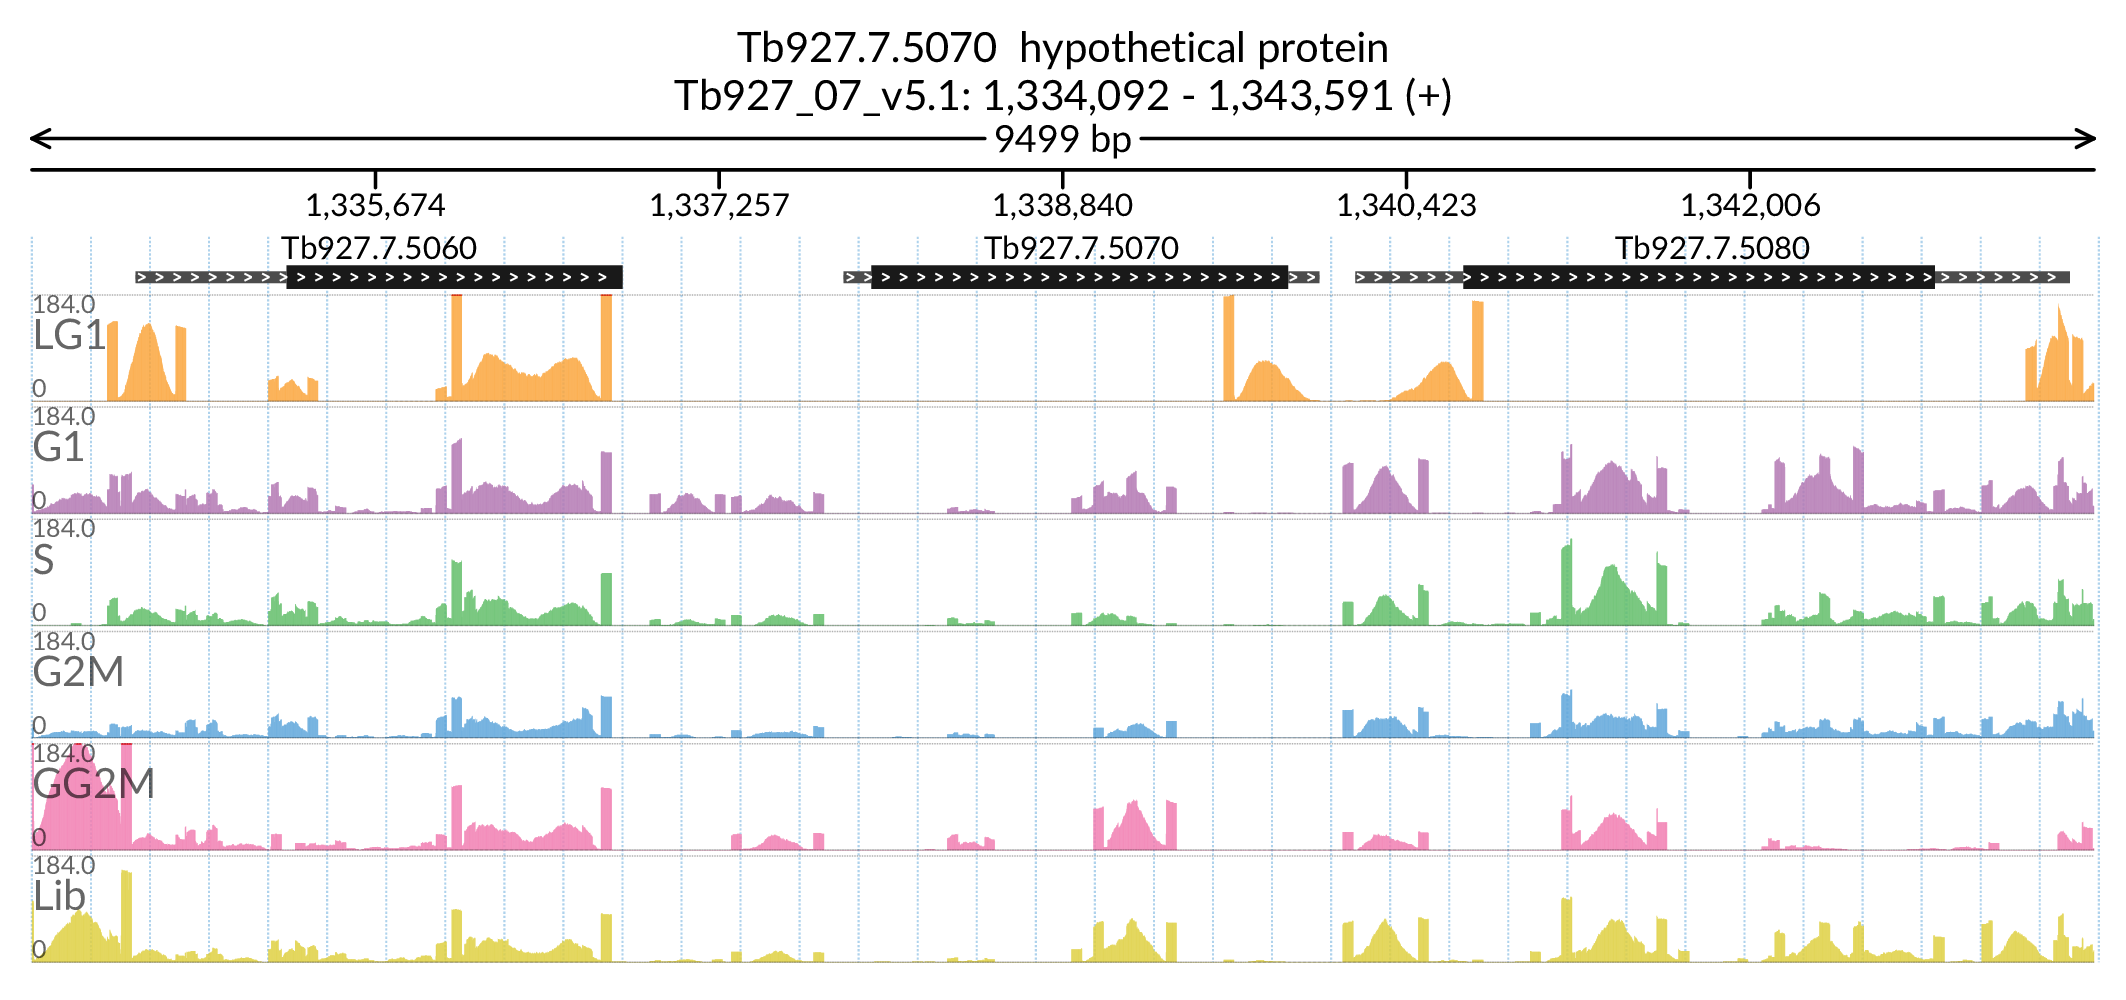 Tb927.7.5070  hypothetical protein
Tb927_07_v5.1: 1,334,092 - 1,343,591 (+)
9499 bp
1,335,674 1,337,257 1,338,840 1,340,423 1,342,006
Tb927.7.5060 Tb927.7.5070 Tb927.7.5080
184.0
LG1
0
184.0
G1
0
184.0
S
0
184.0
G2M
0
184.0
GG2M
0
184.0
Lib
0